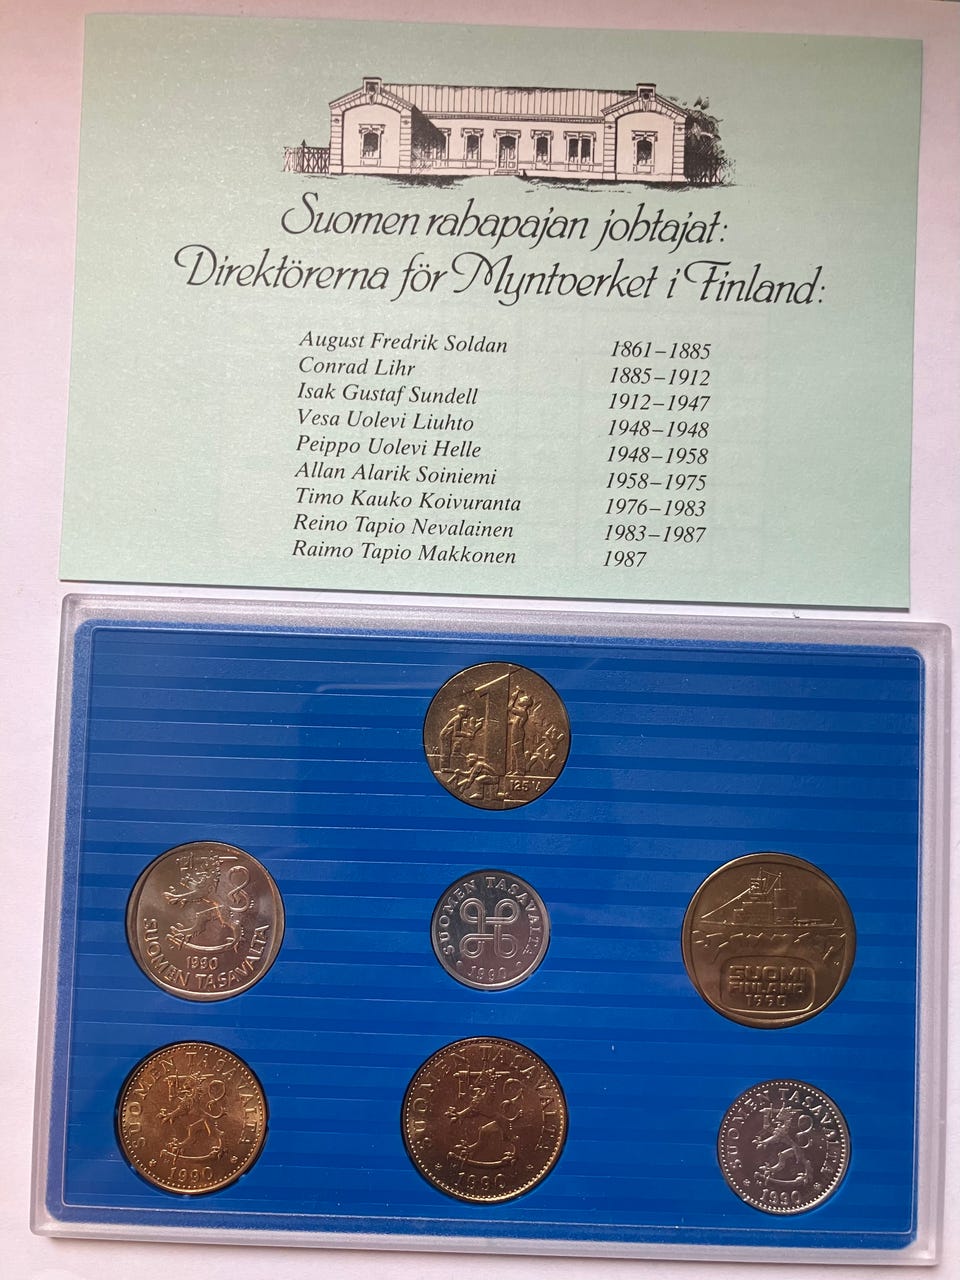 Suomen rahapajan johtajat:
Direktörerna för Myntverket i Finland:
August Fredrik Soldan 1861–1885
Conrad Lihr 1885–1912
Isak Gustaf Sundell 1912–1947
Vesa Uolevi Liuhto 1948–1948
Peippo Uolevi Helle 1948–1958
Allan Alarik Soiniemi 1958–1975
Timo Kauko Koivuranta 1976–1983
Reino Tapio Nevalainen 1983–1987
Raimo Tapio Makkonen 1987
1
125 V
1990
SUOMEN TASAVALTA
SUOMEN TASAVALTA
1990
SUOMI
FINLAND
1990
SUOMEN TASAVALTA
1990
SUOMEN TASAVALTA
1990
SUOMEN TASAVALTA
1990